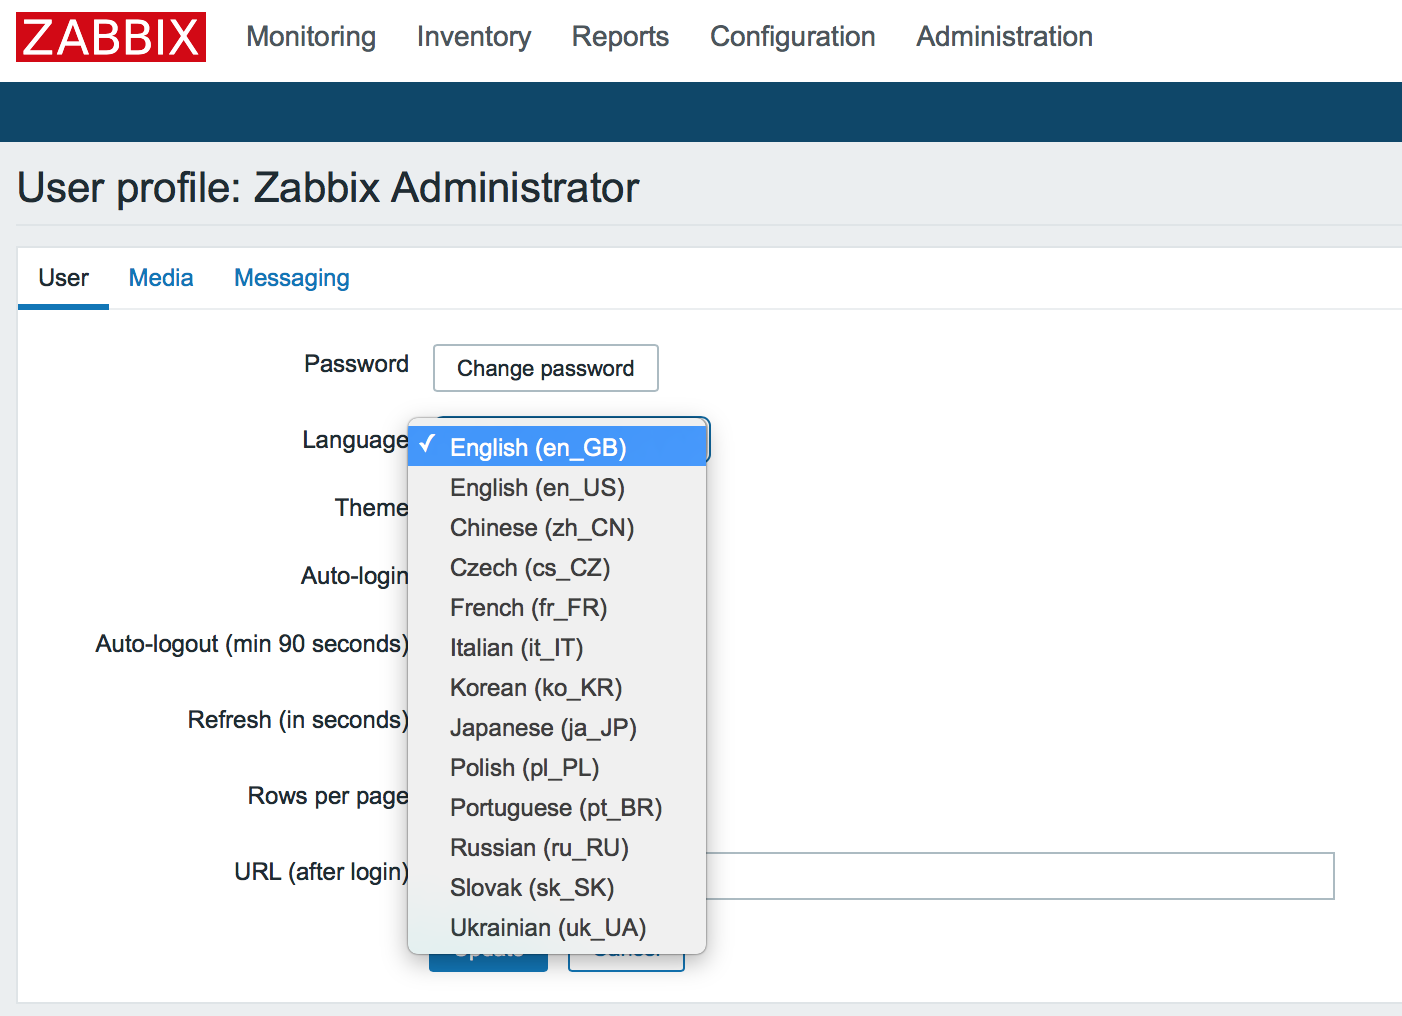 ZABBIX Monitoring Inventory Reports Configuration Administration
User profile: Zabbix Administrator
User Media Messaging
Password Change password
Language
✓ English (en_GB)
English (en_US)
Theme
Chinese (zh_CN)
Auto-login
Czech (cs_CZ)
French (fr_FR)
Auto-logout (min 90 seconds)
Italian (it_IT)
Korean (ko_KR)
Refresh (in seconds)
Japanese (ja_JP)
Polish (pl_PL)
Rows per page
Portuguese (pt_BR)
Russian (ru_RU)
URL (after login)
Slovak (sk_SK)
Ukrainian (uk_UA)
Update Cancel